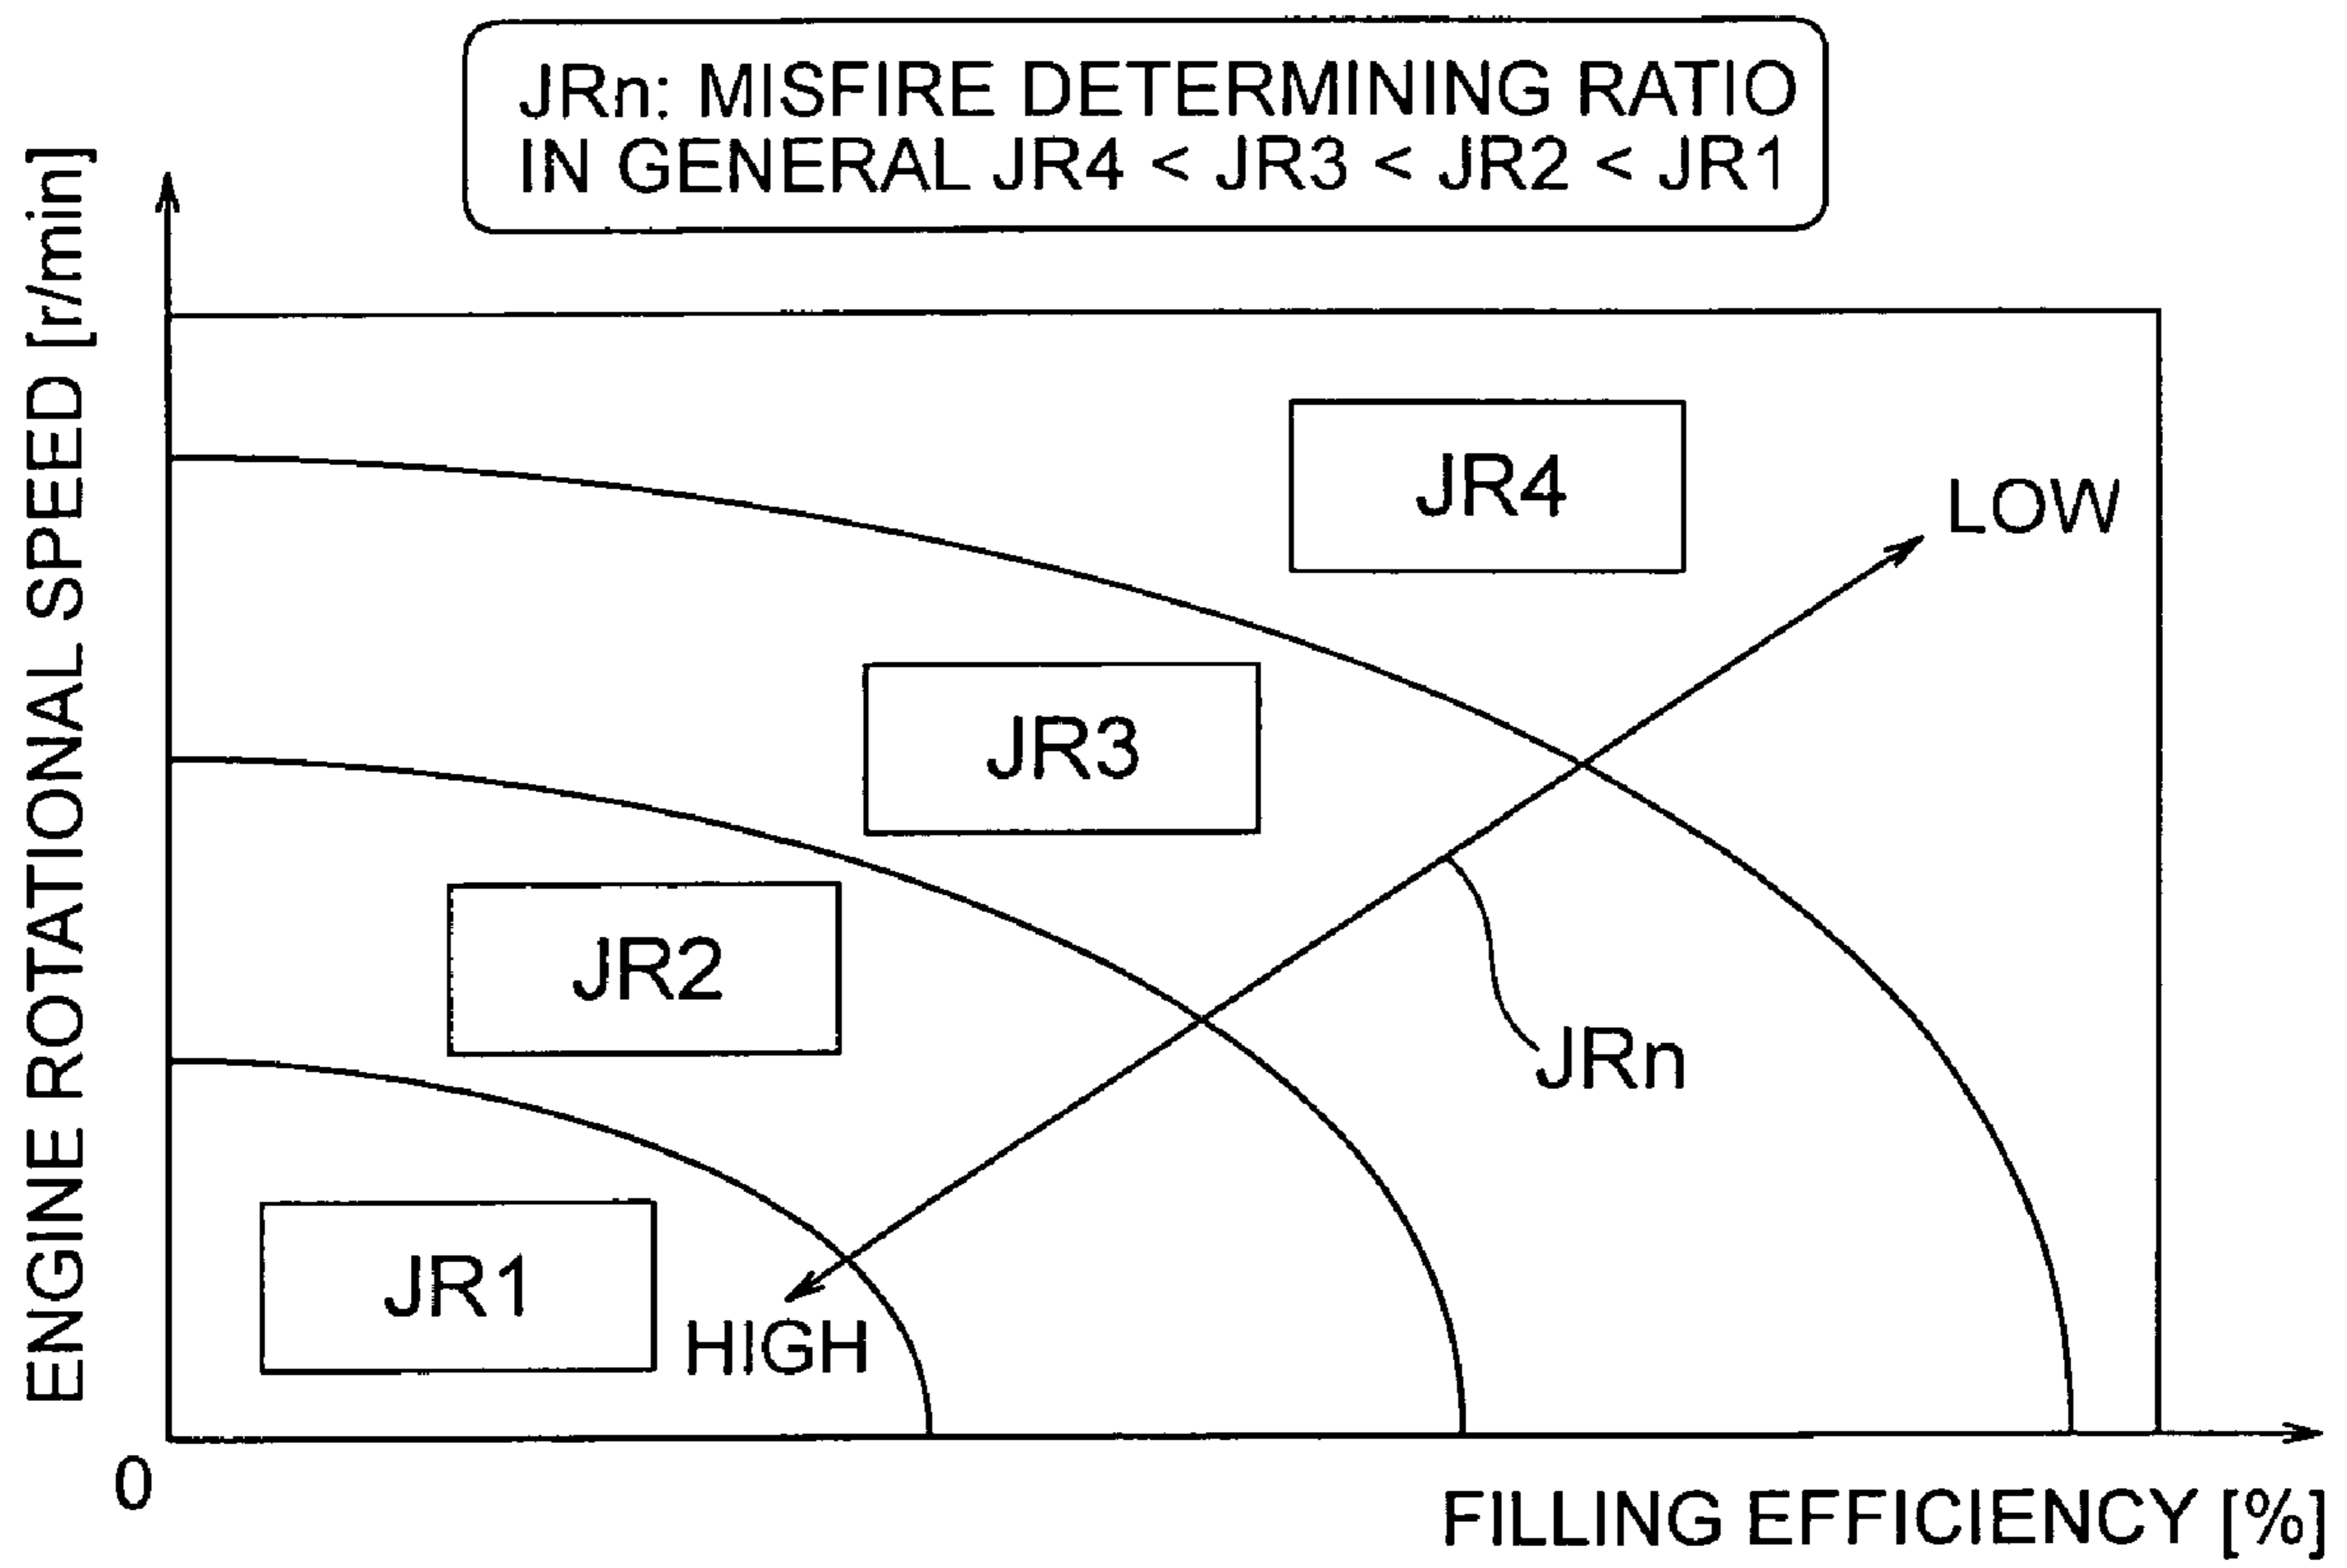 JRn: MISFIRE DETERMINING RATIO
IN GENERAL JR4 < JR3 < JR2 < JR1
ENGINE ROTATIONAL SPEED [r/min]
JR4
LOW
JR3
JR2
JRn
JR1
HIGH
0
FILLING EFFICIENCY [%]